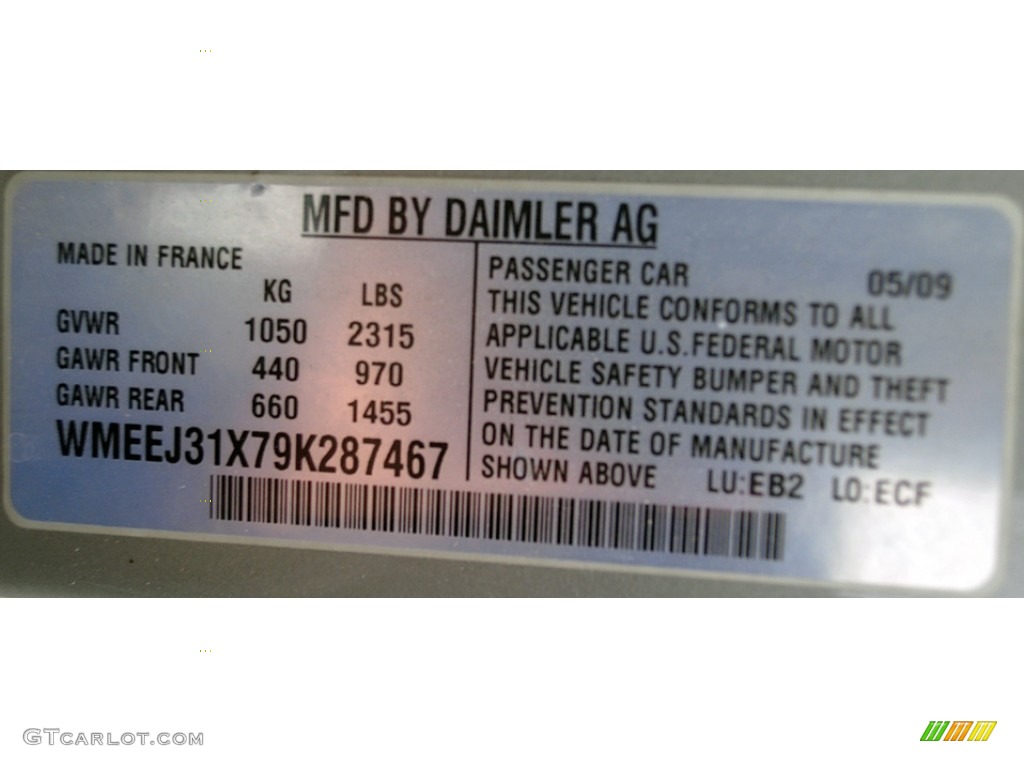 MFD BY DAIMLER AG
MADE IN FRANCE
KG LBS
GVWR 1050 2315
GAWR FRONT 440 970
GAWR REAR 660 1455
WMEEJ31X79K287467
PASSENGER CAR 05/09
THIS VEHICLE CONFORMS TO ALL
APPLICABLE U.S.FEDERAL MOTOR
VEHICLE SAFETY BUMPER AND THEFT
PREVENTION STANDARDS IN EFFECT
ON THE DATE OF MANUFACTURE
SHOWN ABOVE LU:EB2 LO:ECF
GTCARLOT.COM